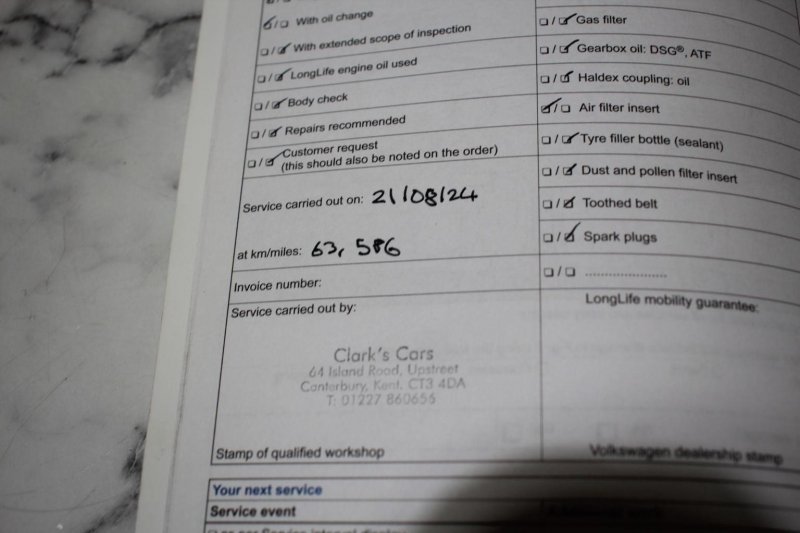 With oil change
With extended scope of inspection
LongLife engine oil used
Body check
Repairs recommended
Customer request
(this should also be noted on the order)
Service carried out on: 21/08/24
at km/miles: 63, 586
Invoice number:
Service carried out by:
Clark's Cars
64 Island Road, Upstreet
Canterbury, Kent. CT3 4DA
T: 01227 860656
Stamp of qualified workshop
Gas filter
Gearbox oil: DSG®, ATF
Haldex coupling: oil
Air filter insert
Tyre filler bottle (sealant)
Dust and pollen filter insert
Toothed belt
Spark plugs
......................
LongLife mobility guarantee:
Volkswagen dealership stamp
Your next service
Service event